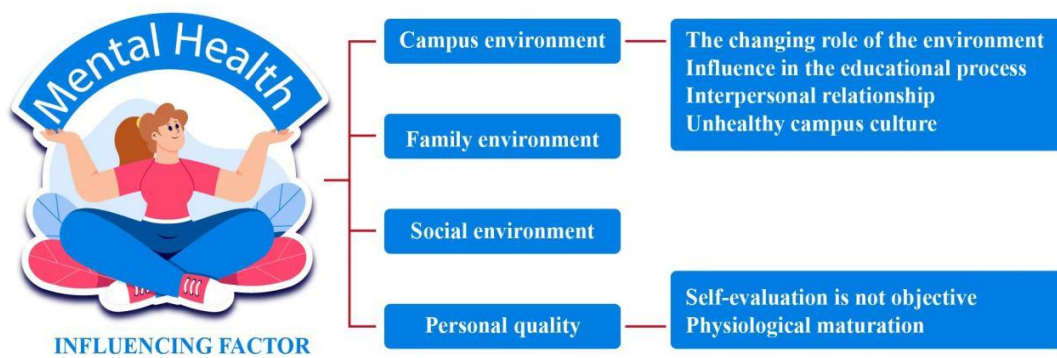 Mental Health
INFLUENCING FACTOR
Campus environment
The changing role of the environment
Influence in the educational process
Interpersonal relationship
Unhealthy campus culture
Family environment
Social environment
Personal quality
Self-evaluation is not objective
Physiological maturation